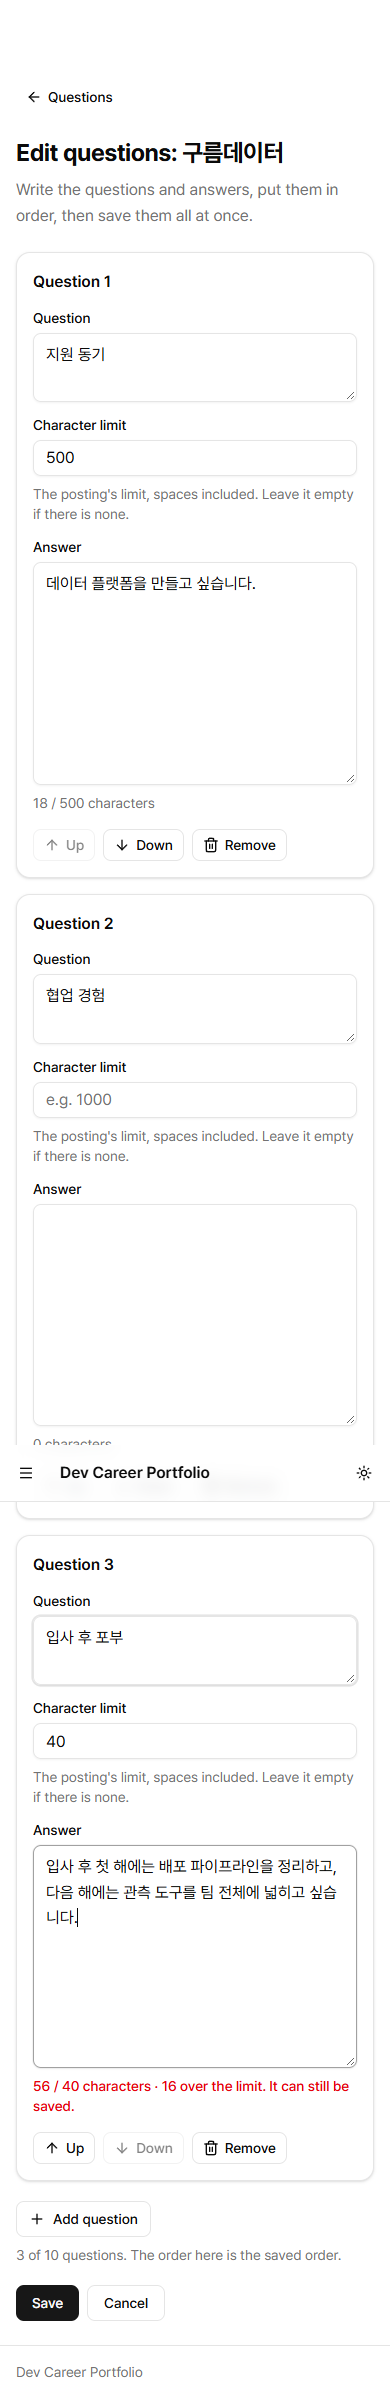 Questions
Edit questions: 구름데이터
Write the questions and answers, put them in
order, then save them all at once.
Question 1
Question
지원 동기
Character limit
500
The posting's limit, spaces included. Leave it empty
if there is none.
Answer
데이터 플랫폼을 만들고 싶습니다.
18 / 500 characters
Up
Down
Remove
Question 2
Question
협업 경험
Character limit
e.g. 1000
The posting's limit, spaces included. Leave it empty
if there is none.
Answer
0 characters
Dev Career Portfolio
Question 3
Question
입사 후 포부
Character limit
40
The posting's limit, spaces included. Leave it empty
if there is none.
Answer
입사 후 첫 해에는 배포 파이프라인을 정리하고,
다음 해에는 관측 도구를 팀 전체에 넓히고 싶습
니다.
56 / 40 characters · 16 over the limit. It can still be
saved.
Up
Down
Remove
Add question
3 of 10 questions. The order here is the saved order.
Save
Cancel
Dev Career Portfolio